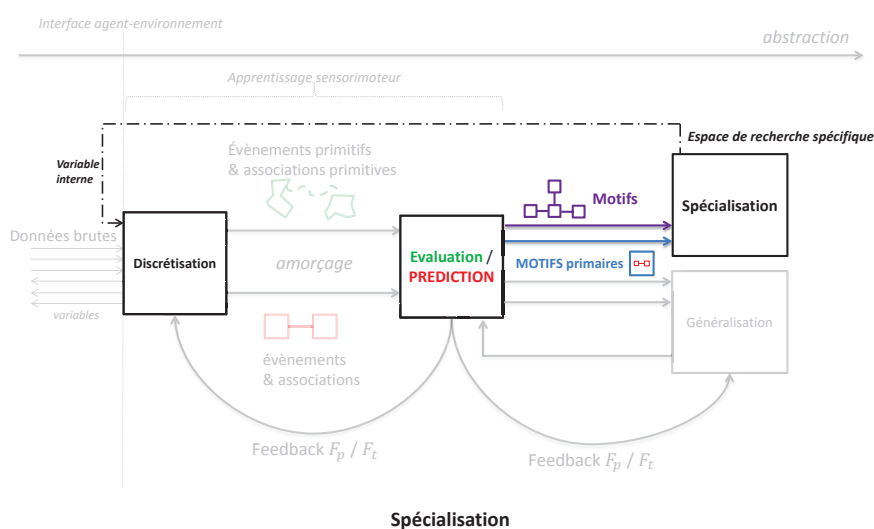 Interface agent-environnement
abstraction
Apprentissage sensorimoteur
Espace de recherche spécifique
Variable
interne
Évènements primitifs
& associations primitives
Motifs
Spécialisation
Données brutes
Discrétisation
amorçage
Evaluation /
PREDICTION
MOTIFS primaires
variables
Généralisation
évènements
& associations
Feedback F_p / F_t
Feedback F_p / F_t
Spécialisation